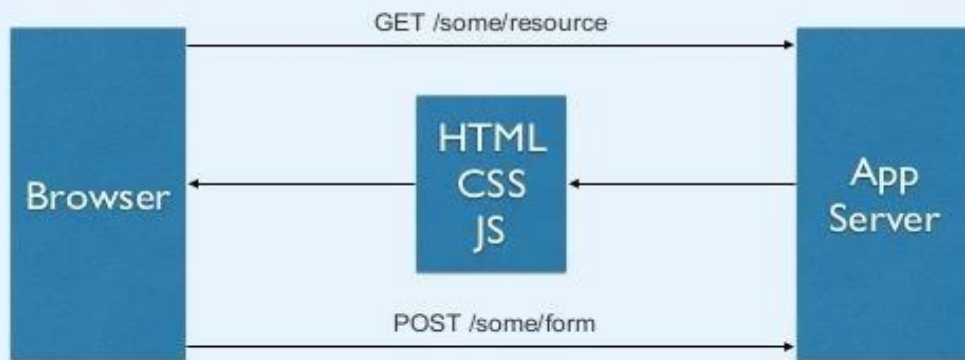 GET /some/resource
Browser
HTML
CSS
JS
App
Server
POST /some/form